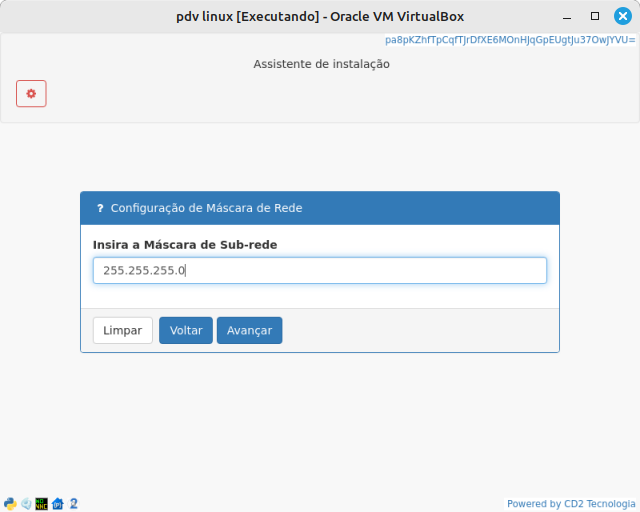 pdv linux [Executando] - Oracle VM VirtualBox
pa8pKZhfTpCqfTJrDfXE6MOnHJqGpEUgtJu37OwJYVU=
Assistente de instalação
? Configuração de Máscara de Rede
Insira a Máscara de Sub-rede
255.255.255.0
Limpar Voltar Avançar
Powered by CD2 Tecnologia